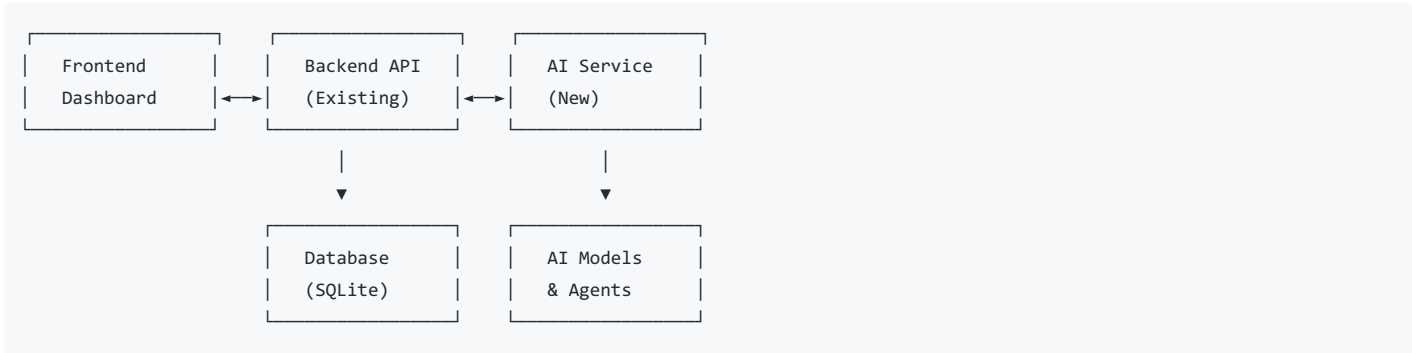 Frontend Backend API AI Service
Dashboard (Existing) (New)
Database AI Models
(SQLite) & Agents